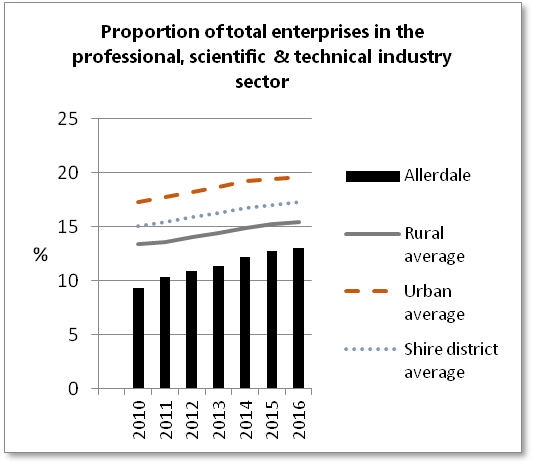 Proportion of total enterprises in the
professional, scientific & technical industry
sector
25
20
15
10
5
0
%
2010
2011
2012
2013
2014
2015
2016
Allerdale
Rural
average
Urban
average
Shire district
average